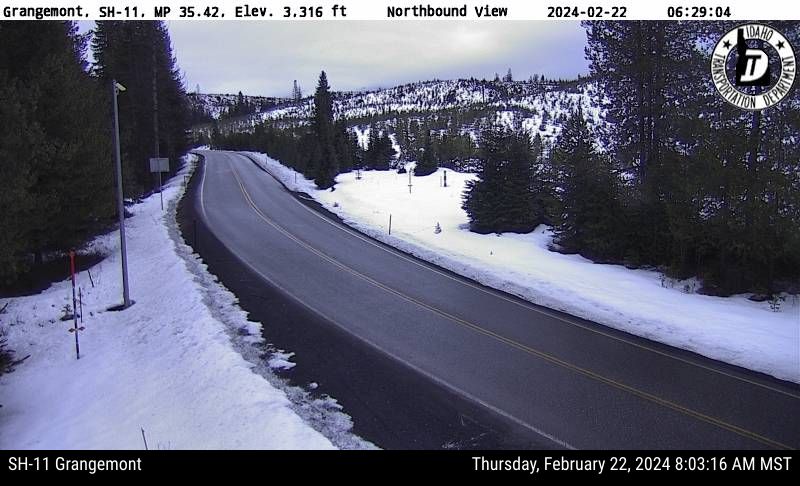 Grangemont, SH-11, MP 35.42, Elev. 3,316 ft Northbound View 2024-02-22 06:29:04
IDAHO
TRANSPORTATION DEPARTMENT
SH-11 Grangemont Thursday, February 22, 2024 8:03:16 AM MST